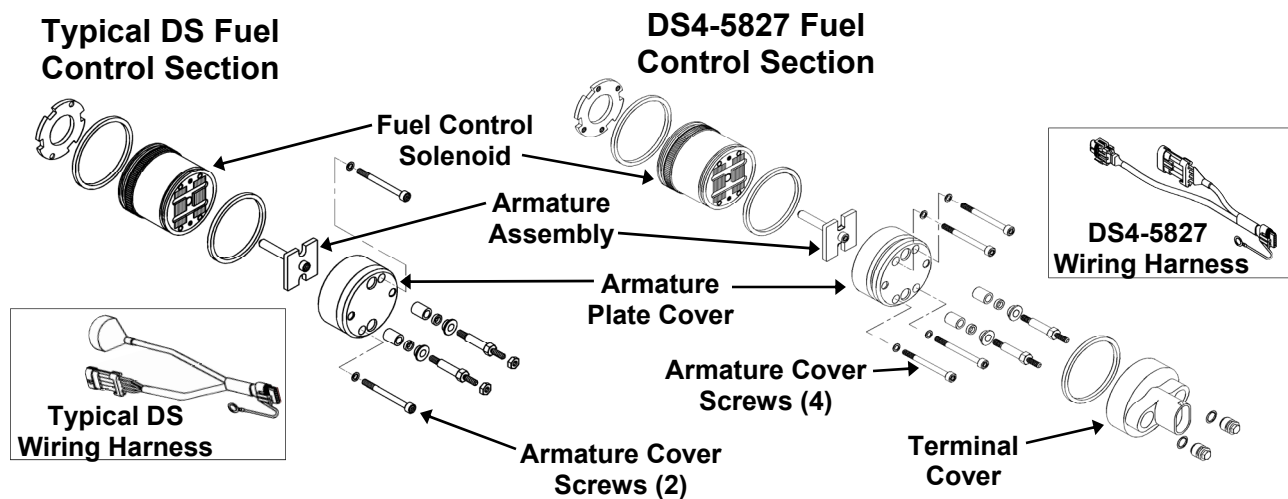 Typical DS Fuel
Control Section
DS4-5827 Fuel
Control Section
Fuel Control
Solenoid
Armature
Assembly
DS4-5827
Wiring Harness
Armature
Plate Cover
Typical DS
Wiring Harness
Armature Cover
Screws (4)
Armature Cover
Screws (2)
Terminal
Cover